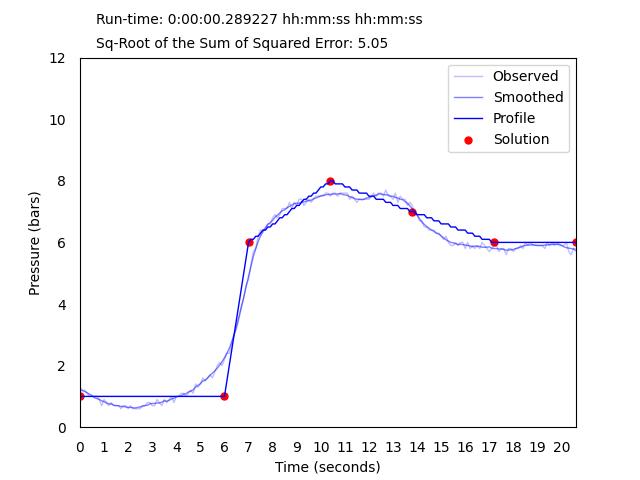 Run-time: 0:00:00.289227 hh:mm:ss hh:mm:ss
Sq-Root of the Sum of Squared Error: 5.05
Observed
Smoothed
Profile
Solution
12
10
8
6
4
2
0
Pressure (bars)
0 1 2 3 4 5 6 7 8 9 10 11 12 13 14 15 16 17 18 19 20
Time (seconds)